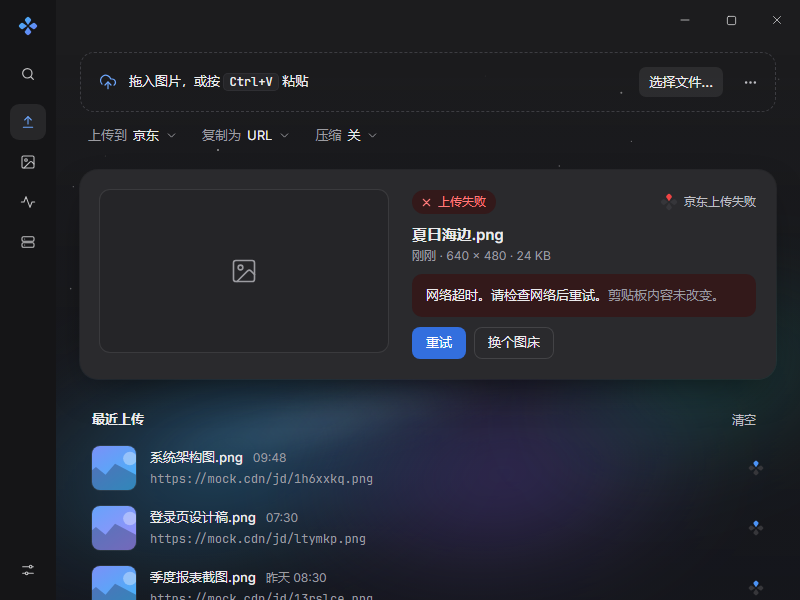 拖入图片，或按 Ctrl+V 粘贴
选择文件...
上传到 京东 复制为 URL 压缩 关
上传失败
京东上传失败
夏日海边.png
刚刚 · 640 × 480 · 24 KB
网络超时。请检查网络后重试。剪贴板内容未改变。
重试 换个图床
最近上传 清空
系统架构图.png 09:48
https://mock.cdn/jd/1h6xxkq.png
登录页设计稿.png 07:30
https://mock.cdn/jd/ltymkp.png
季度报表截图.png 昨天 08:30
https://mock.cdn/jd/13rslce.png